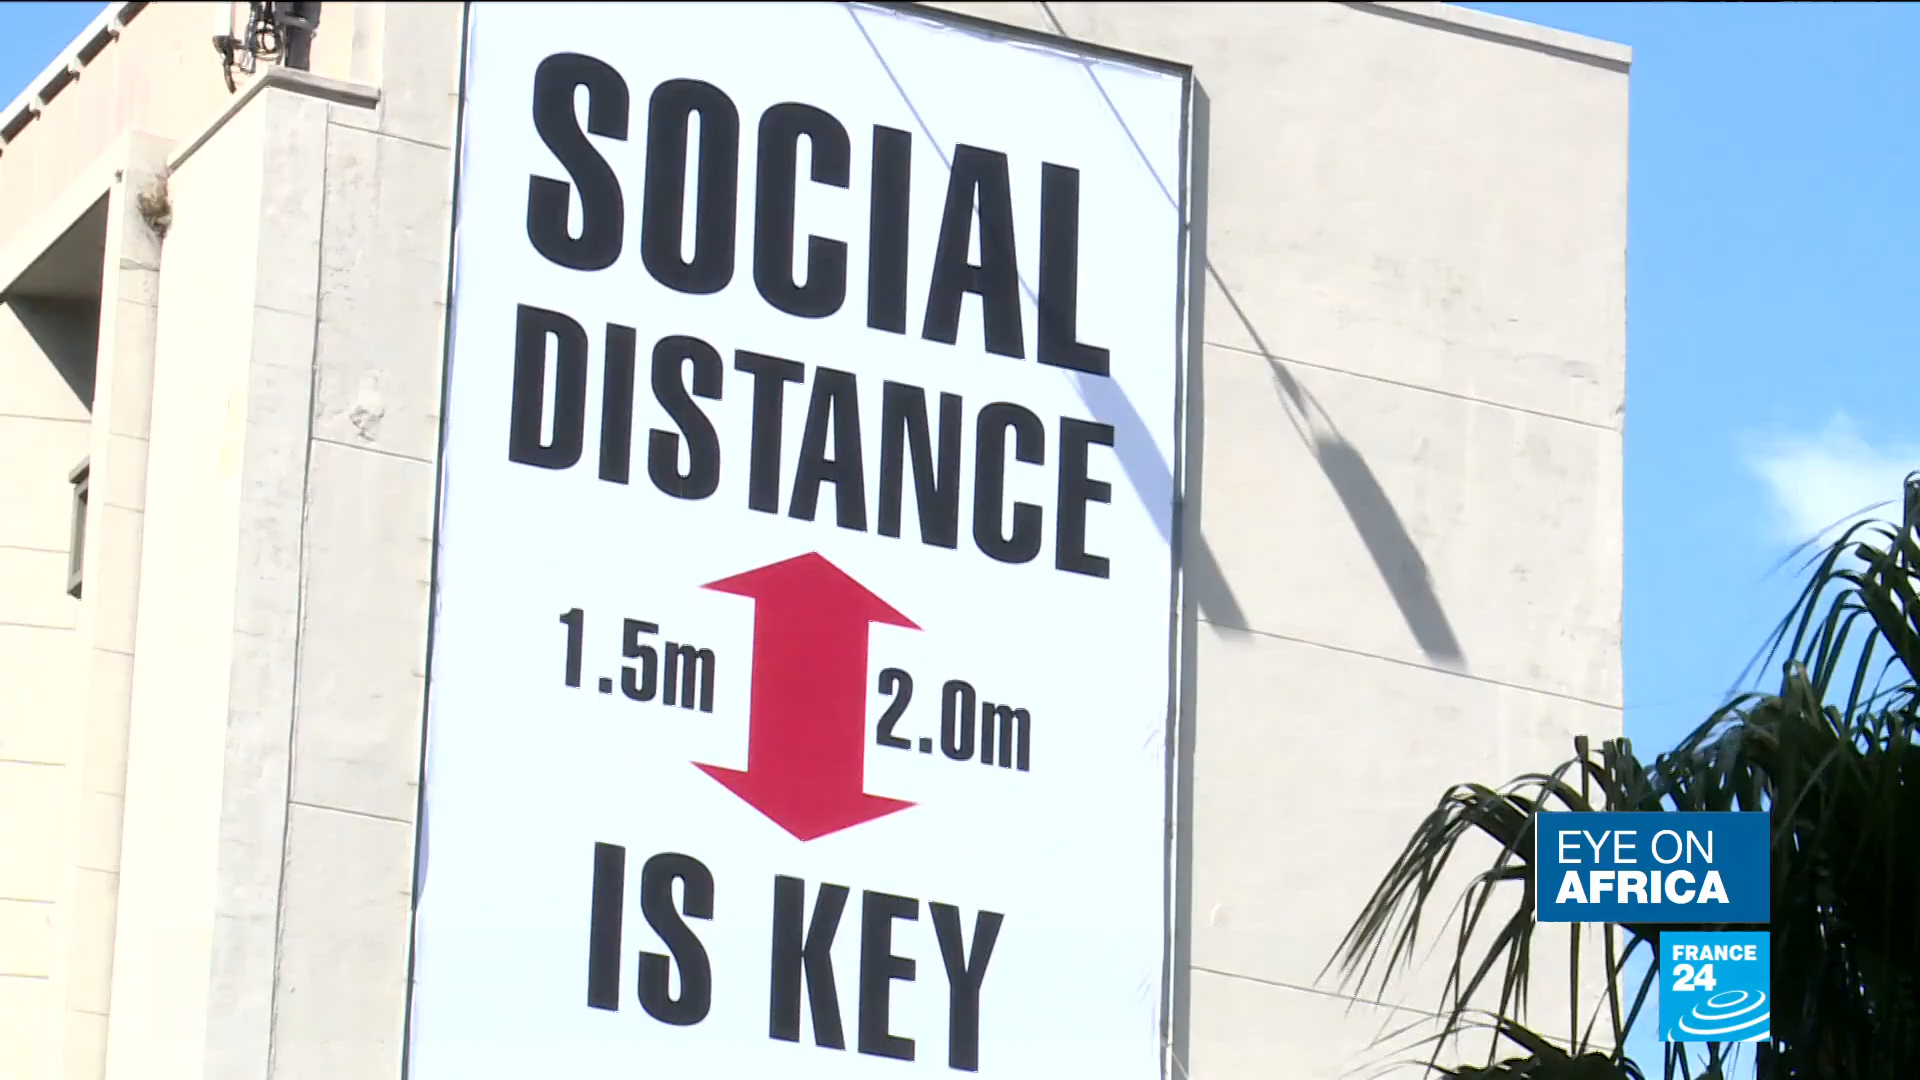 SOCIAL
DISTANCE
1.5m 2.0m
IS KEY
EYE ON
AFRICA
FRANCE
24